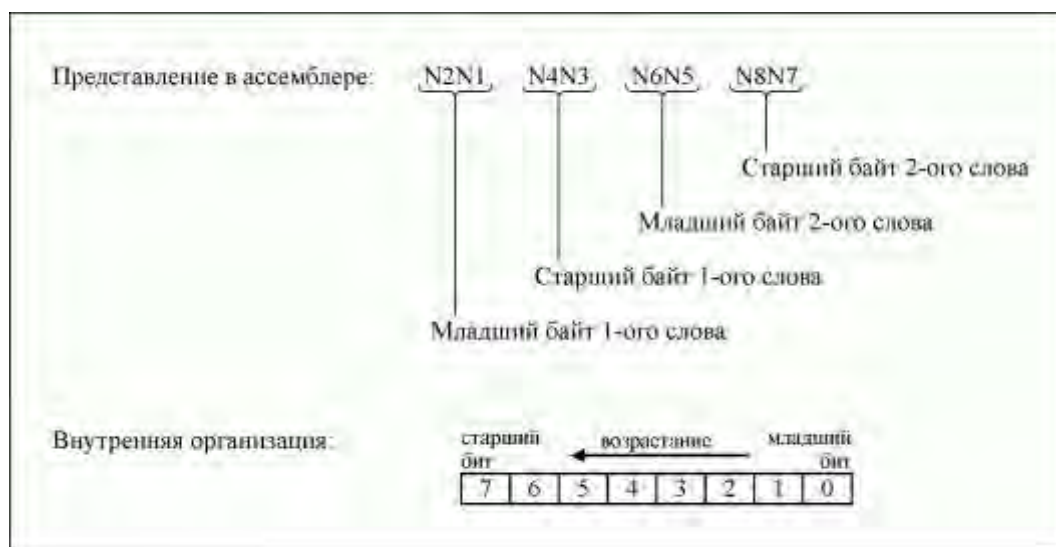 Представление в ассемблере: N2N1 N4N3 N6N5 N8N7
Старший байт 2-ого слова
Младший байт 2-ого слова
Старший байт 1-ого слова
Младший байт 1-ого слова
Внутренняя организация:
старший бит
возрастание
младший бит
7 6 5 4 3 2 1 0